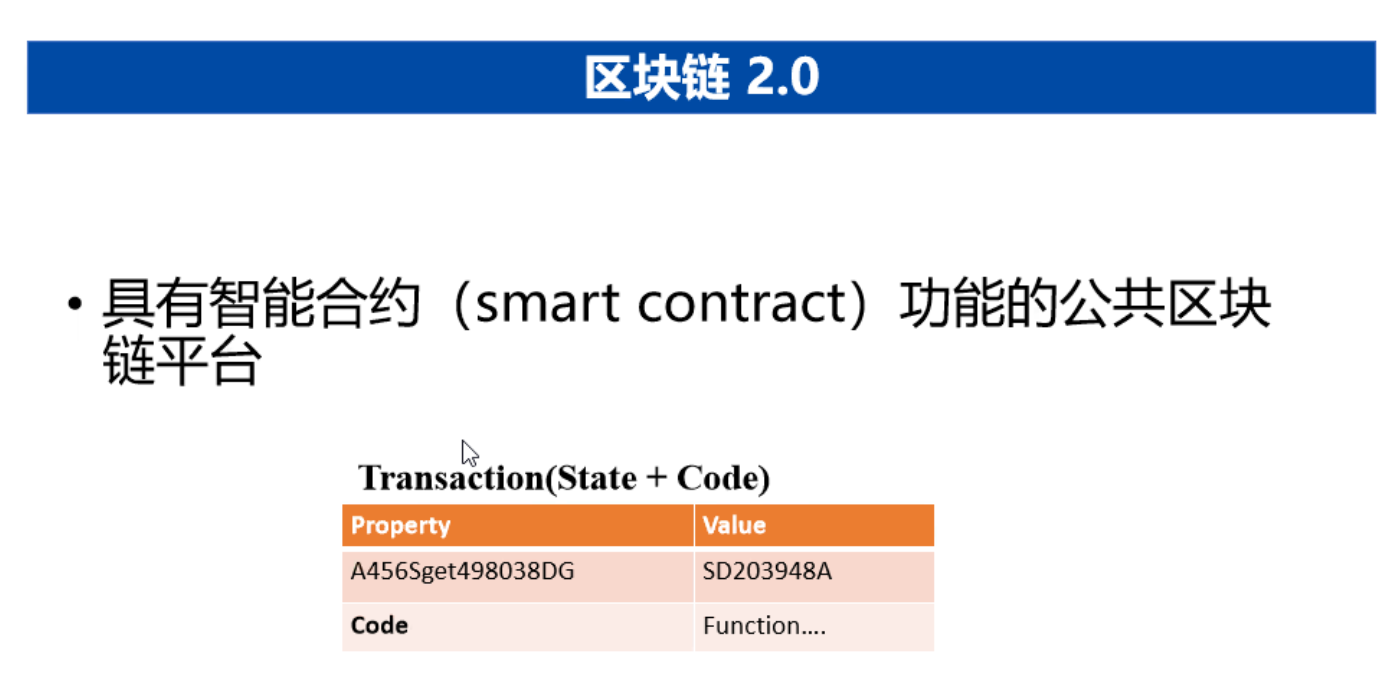 区块链 2.0
• 具有智能合约（smart contract）功能的公共区块
链平台
Transaction(State + Code)
Property Value
A456Sget498038DG SD203948A
Code Function....